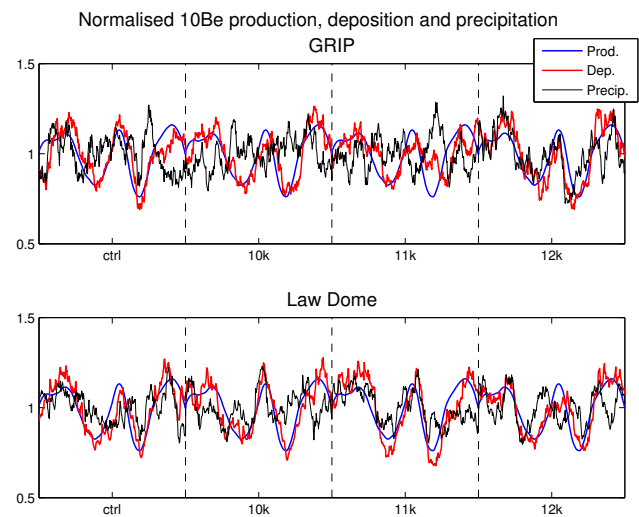 Normalised 10Be production, deposition and precipitation
GRIP
Prod.
Dep.
Precip.
1.5
1
0.5
ctrl 10k 11k 12k
Law Dome
1.5
1
0.5
ctrl 10k 11k 12k